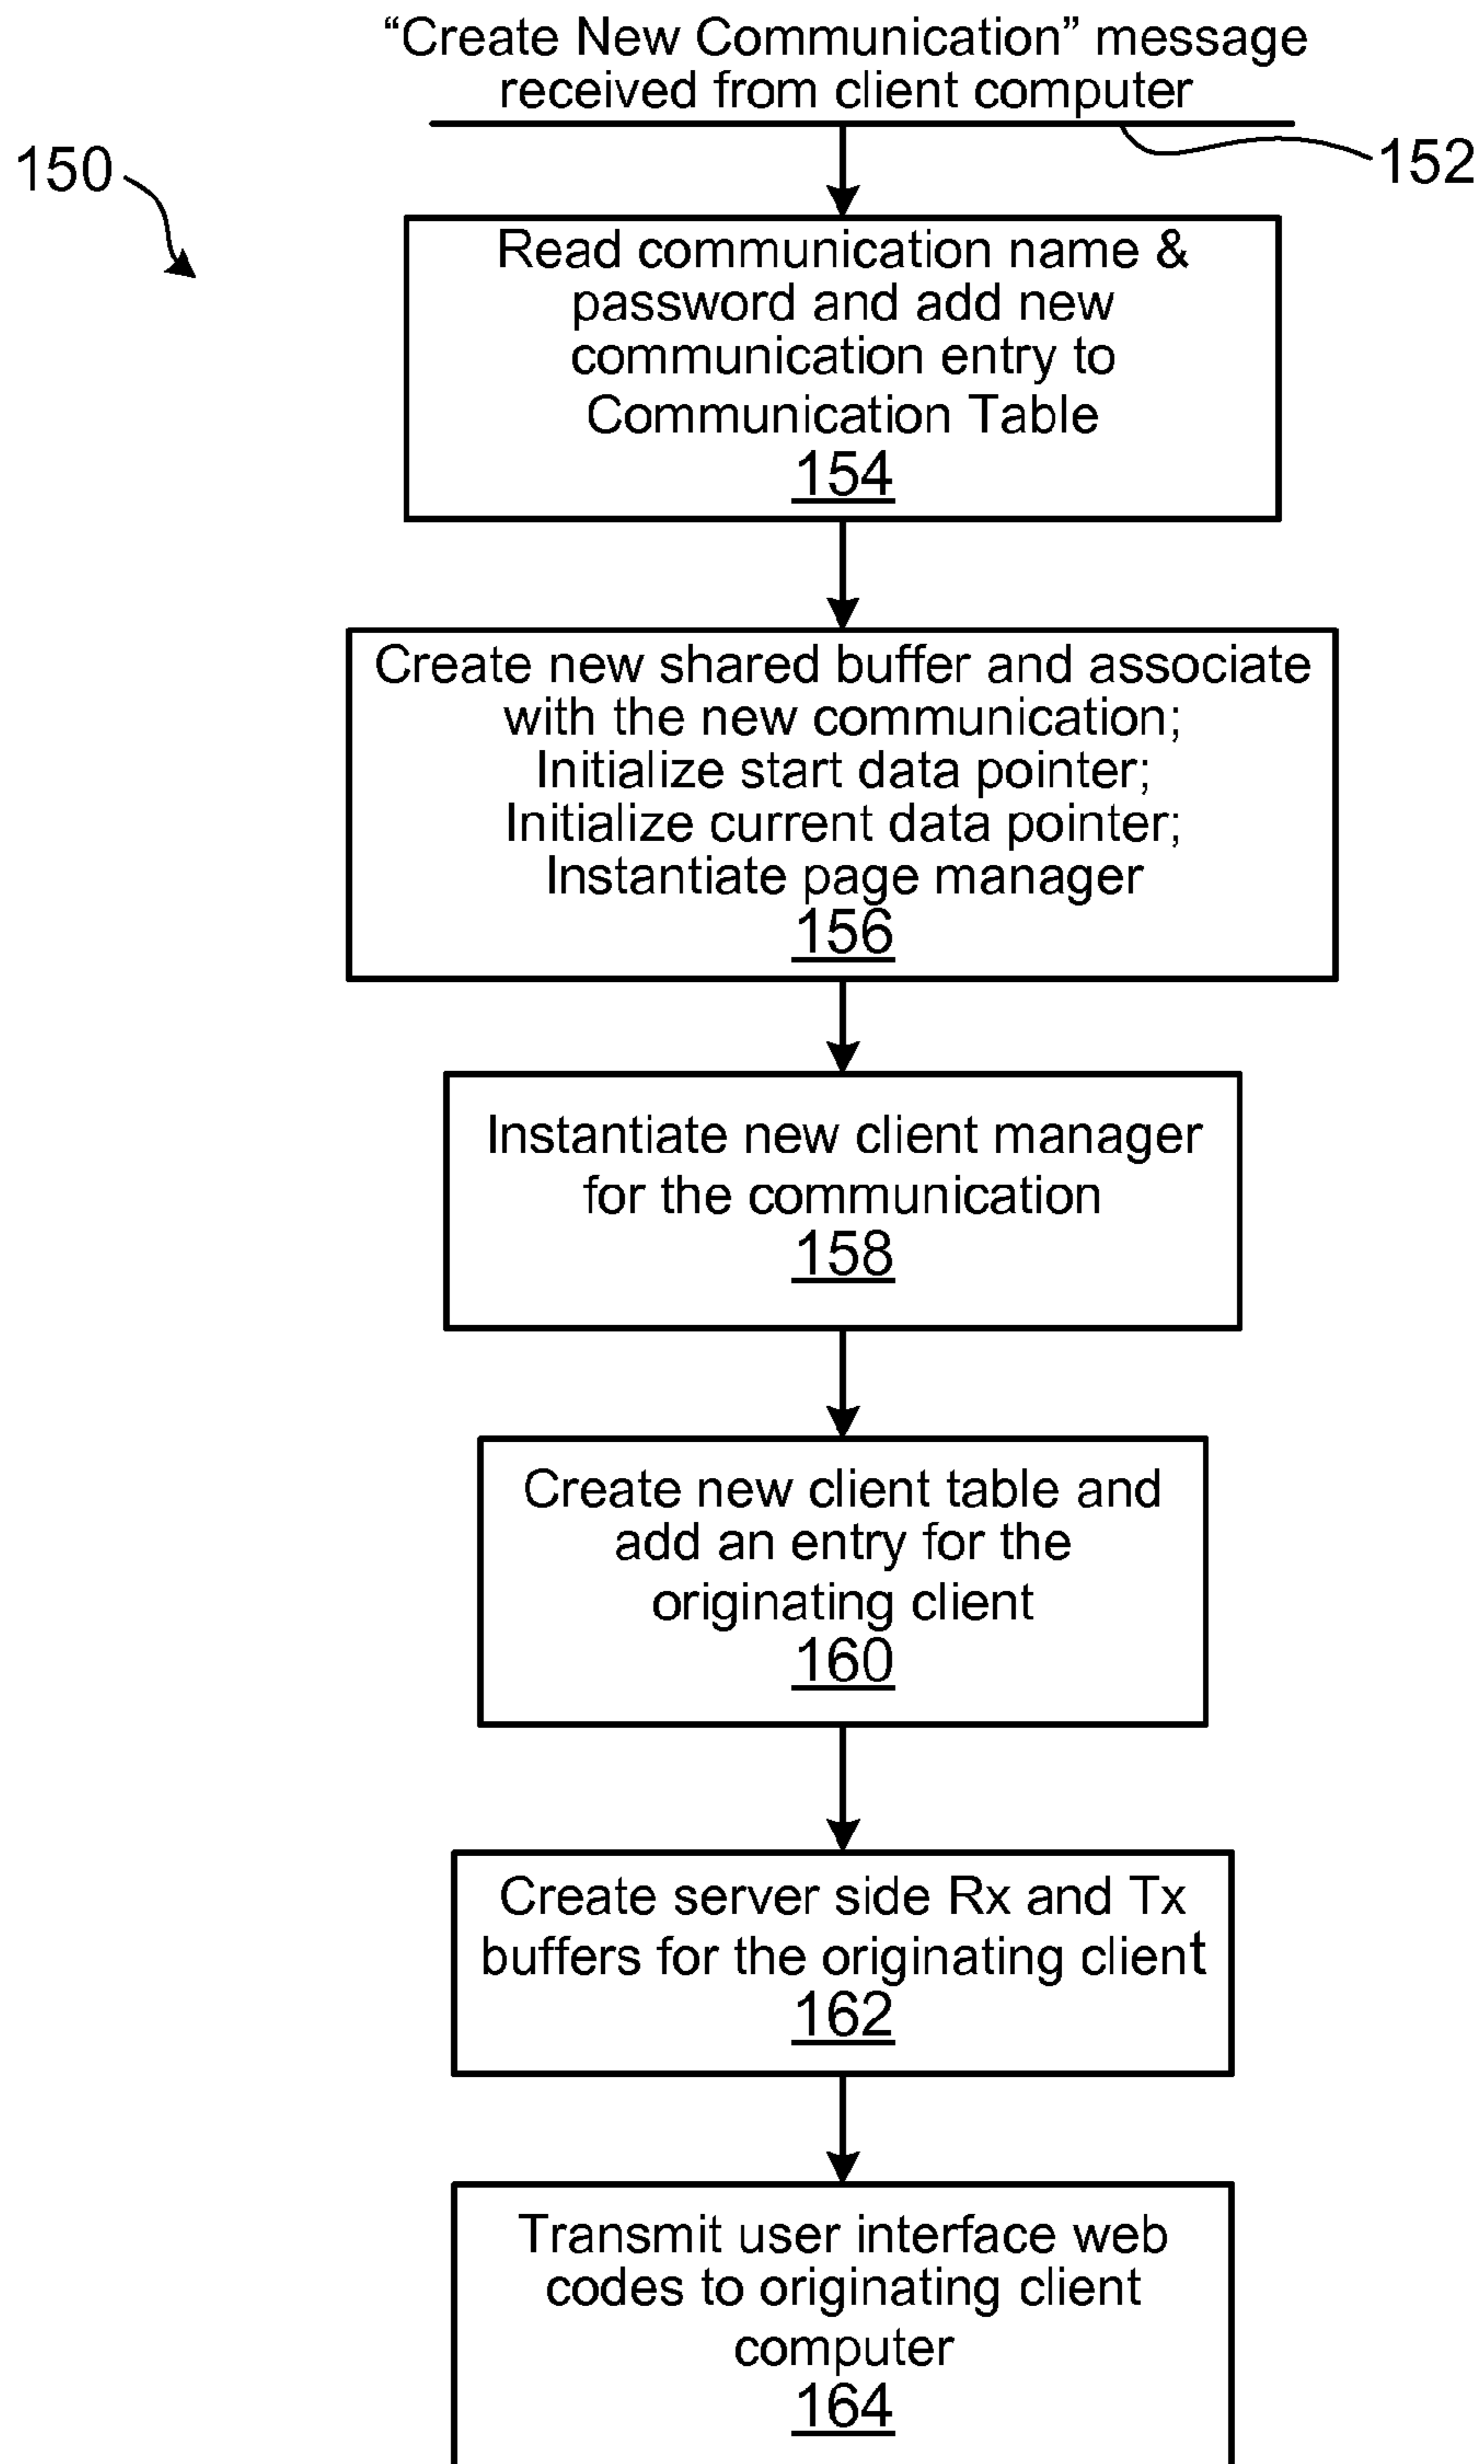 “Create New Communication” message
received from client computer
150
152
Read communication name &
password and add new
communication entry to
Communication Table
154
Create new shared buffer and associate
with the new communication;
Initialize start data pointer;
Initialize current data pointer;
Instantiate page manager
156
Instantiate new client manager
for the communication
158
Create new client table and
add an entry for the
originating client
160
Create server side Rx and Tx
buffers for the originating client
162
Transmit user interface web
codes to originating client
computer
164